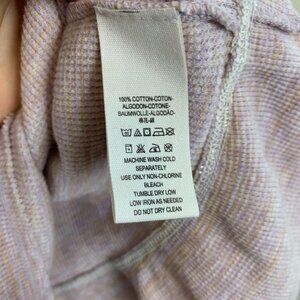 100% COTTON-COTON-
ALGODON-COTONE-
BAUMWOLLE-ALGODÃO-
MACHINE WASH COLD
SEPARATELY
USE ONLY NON-CHLORINE
BLEACH
TUMBLE DRY LOW
LOW IRON AS NEEDED
DO NOT DRY CLEAN